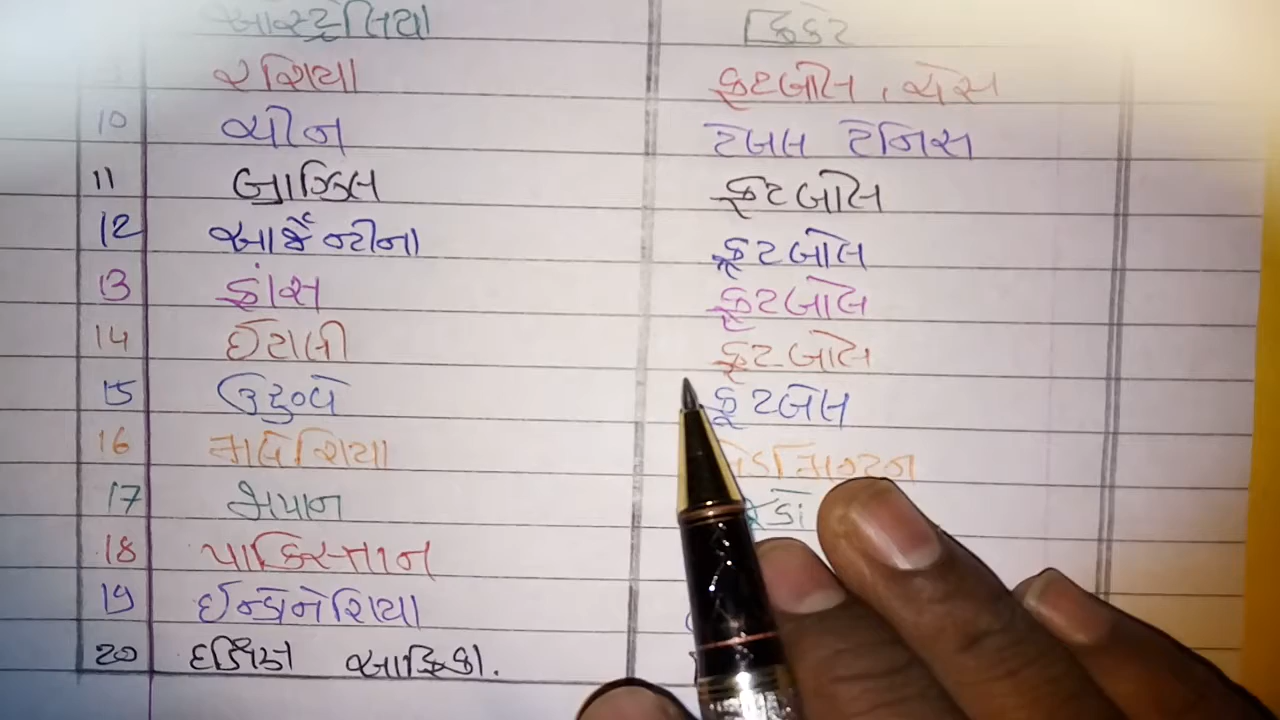 ઓસ્ટ્રેલિયા ક્રિકેટ
રશિયા ફૂટબોલ, ચેસ
10 ચીન ટેબલ ટેનિસ
11 બ્રાઝિલ ફૂટબોલ
12 આર્જેન્ટીના ફૂટબોલ
13 ફ્રાંસ ફૂટબોલ
14 ઈટાલી ફૂટબોલ
15 ઉરુગ્વે ફૂટબોલ
16 મલેશિયા
17 જાપાન
18 પાકિસ્તાન
19 ઈન્ડોનેશિયા
20 દક્ષિણ આફ્રિકા.